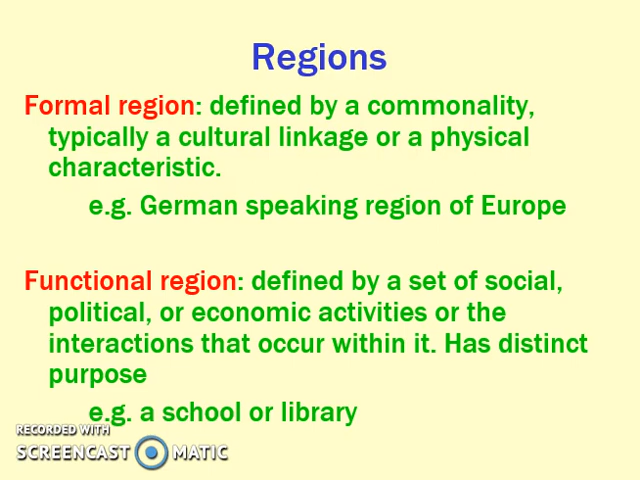 Regions
Formal region: defined by a commonality,
typically a cultural linkage or a physical
characteristic.
e.g. German speaking region of Europe
Functional region: defined by a set of social,
political, or economic activities or the
interactions that occur within it. Has distinct
purpose
e.g. a school or library
RECORDED WITH
SCREENCAST MATIC